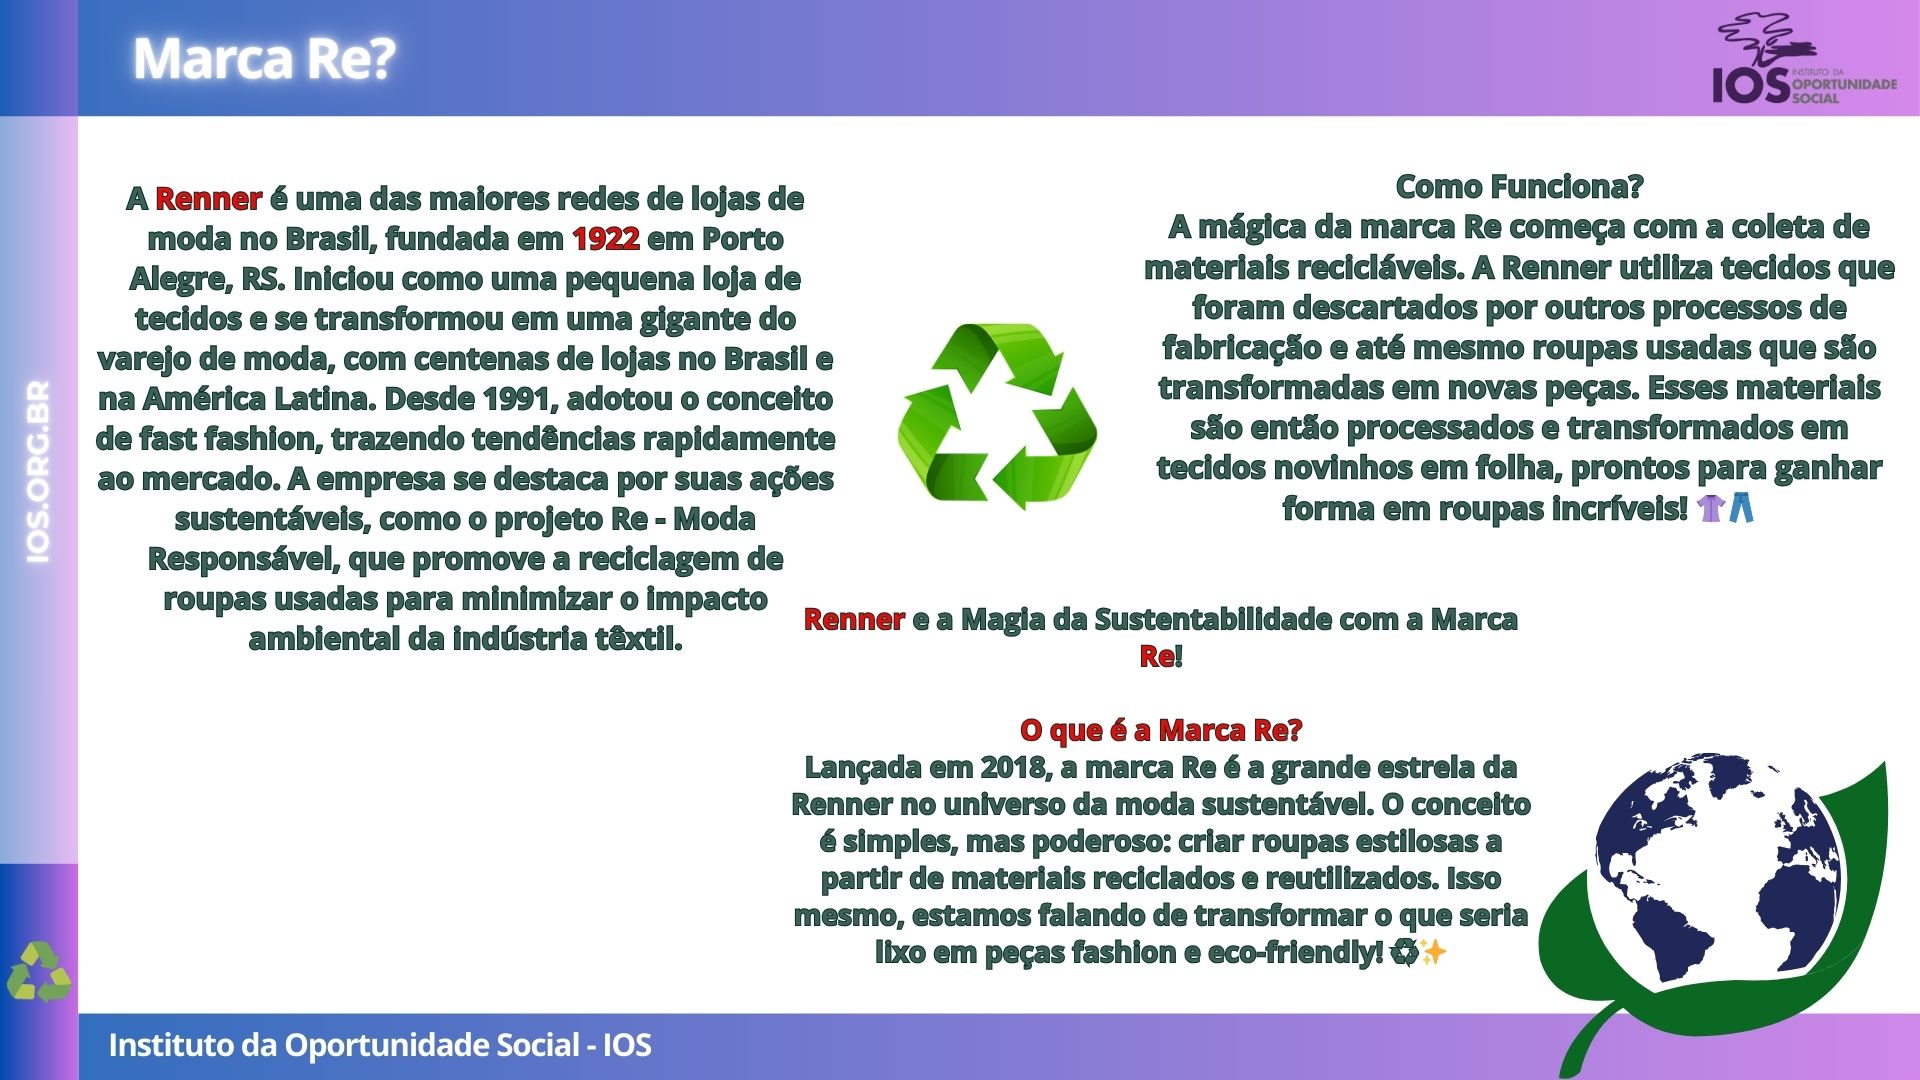 Marca Re?
IOS
INSTITUTO DA
OPORTUNIDADE
SOCIAL
IOS.ORG.BR
A Renner é uma das maiores redes de lojas de
moda no Brasil, fundada em 1922 em Porto
Alegre, RS. Iniciou como uma pequena loja de
tecidos e se transformou em uma gigante do
varejo de moda, com centenas de lojas no Brasil e
na América Latina. Desde 1991, adotou o conceito
de fast fashion, trazendo tendências rapidamente
ao mercado. A empresa se destaca por suas ações
sustentáveis, como o projeto Re - Moda
Responsável, que promove a reciclagem de
roupas usadas para minimizar o impacto
ambiental da indústria têxtil.
Como Funciona?
A mágica da marca Re começa com a coleta de
materiais recicláveis. A Renner utiliza tecidos que
foram descartados por outros processos de
fabricação e até mesmo roupas usadas que são
transformadas em novas peças. Esses materiais
são então processados e transformados em
tecidos novinhos em folha, prontos para ganhar
forma em roupas incríveis! 👚👖
Renner e a Magia da Sustentabilidade com a Marca
Re!
O que é a Marca Re?
Lançada em 2018, a marca Re é a grande estrela da
Renner no universo da moda sustentável. O conceito
é simples, mas poderoso: criar roupas estilosas a
partir de materiais reciclados e reutilizados. Isso
mesmo, estamos falando de transformar o que seria
lixo em peças fashion e eco-friendly! ♻✨
Instituto da Oportunidade Social - IOS